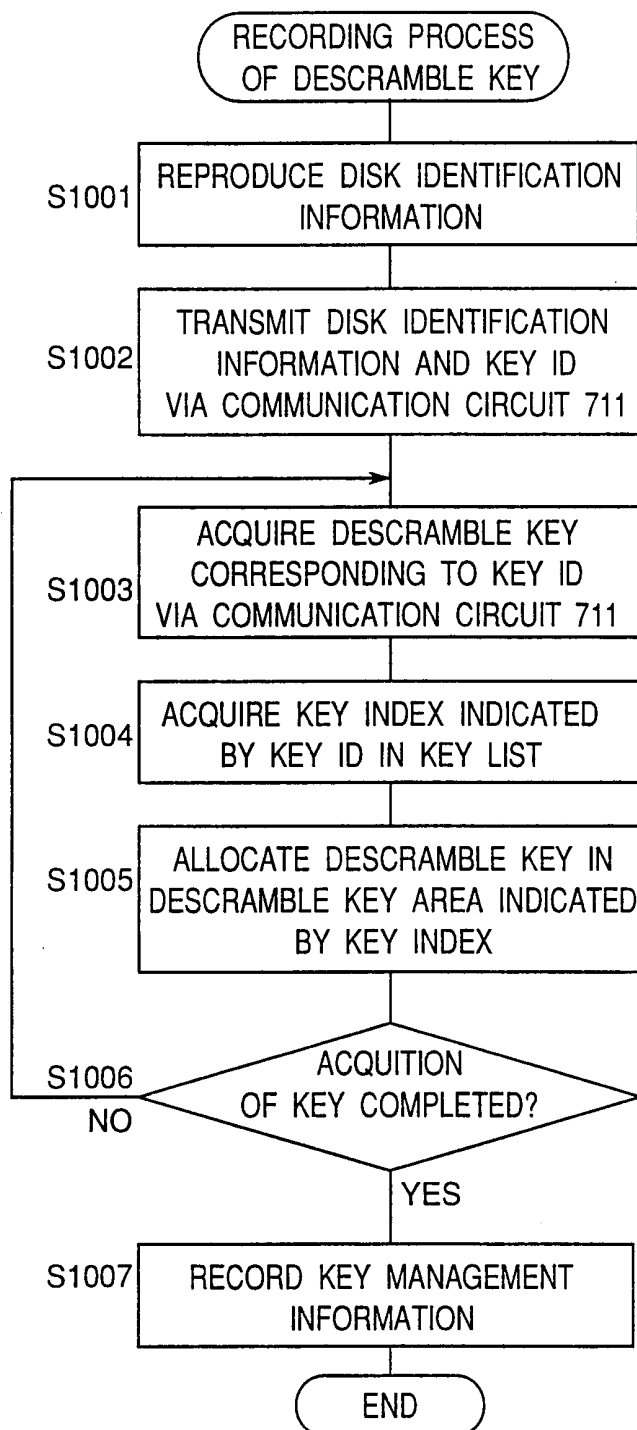 RECORDING PROCESS
OF DESCRAMBLE KEY
S1001
REPRODUCE DISK IDENTIFICATION
INFORMATION
S1002
TRANSMIT DISK IDENTIFICATION
INFORMATION AND KEY ID
VIA COMMUNICATION CIRCUIT 711
S1003
ACQUIRE DESCRAMBLE KEY
CORRESPONDING TO KEY ID
VIA COMMUNICATION CIRCUIT 711
S1004
ACQUIRE KEY INDEX INDICATED
BY KEY ID IN KEY LIST
S1005
ALLOCATE DESCRAMBLE KEY IN
DESCRAMBLE KEY AREA INDICATED
BY KEY INDEX
S1006
ACQUITION
OF KEY COMPLETED?
NO
YES
S1007
RECORD KEY MANAGEMENT
INFORMATION
END